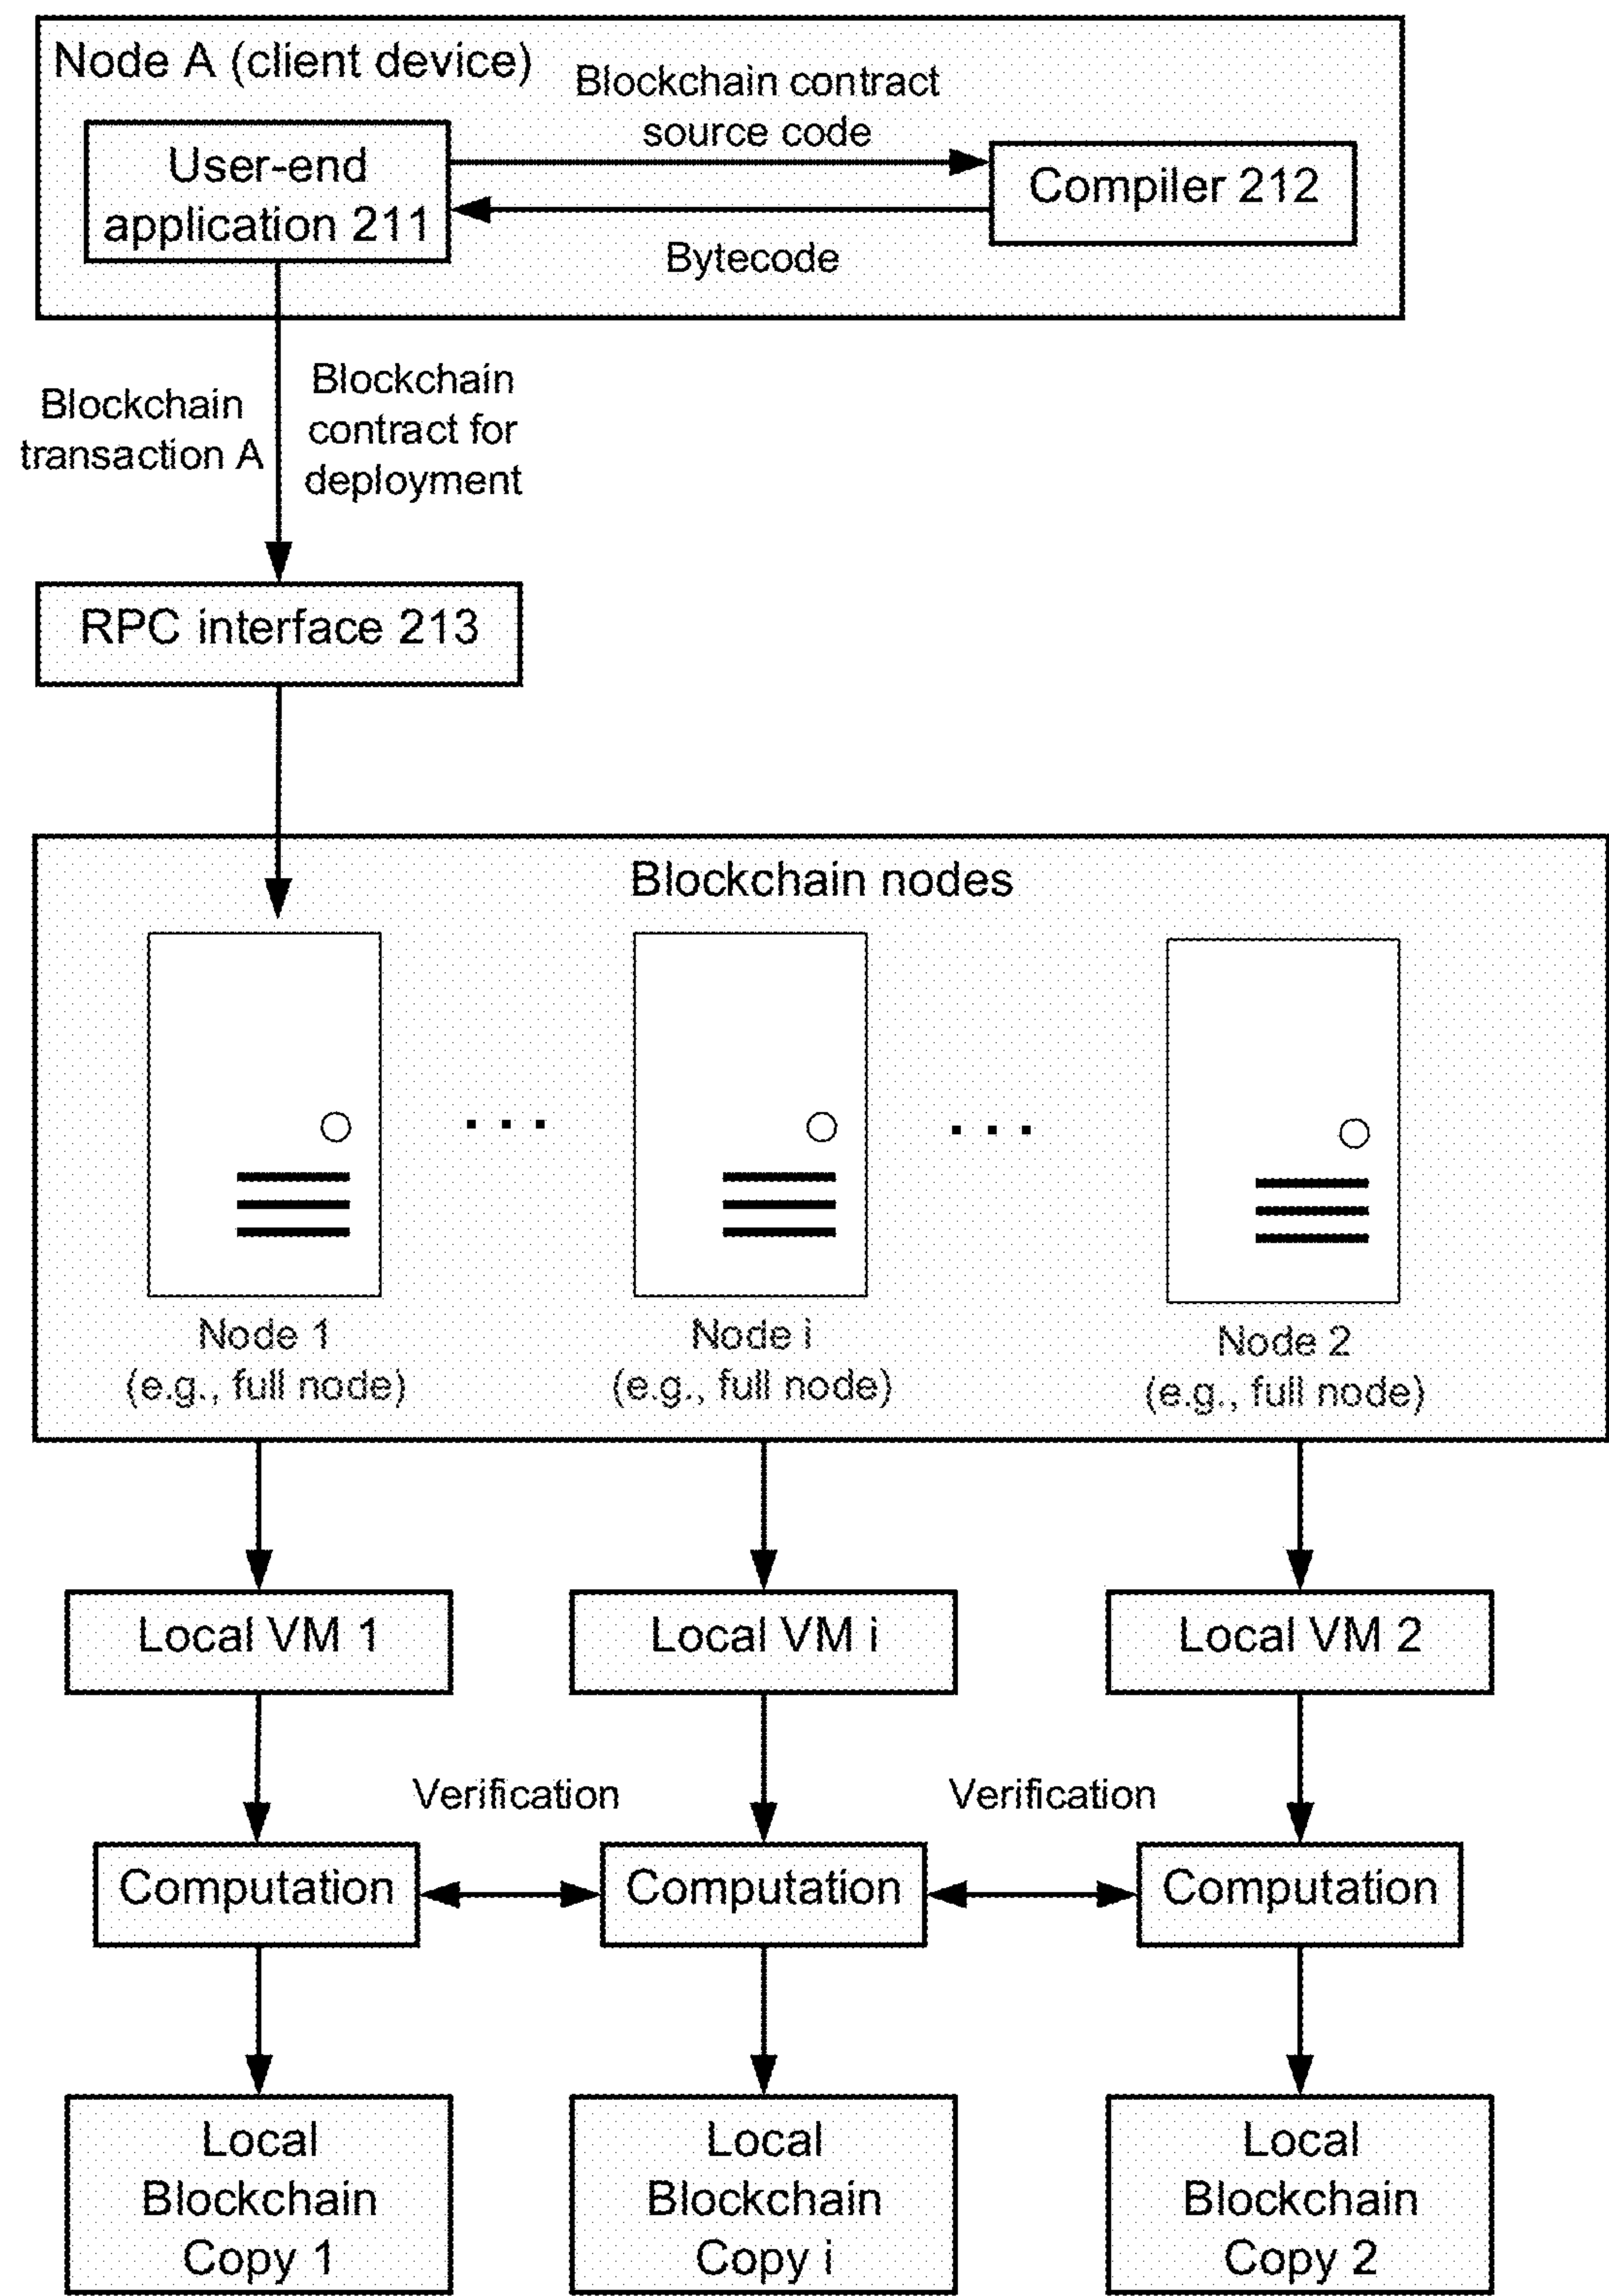 Node A (client device)
Blockchain contract
source code
User-end
application 211
Compiler 212
Bytecode
Blockchain
transaction A
Blockchain
contract for
deployment
RPC interface 213
Blockchain nodes
. . .
. . .
Node 1
(e.g., full node)
Node i
(e.g., full node)
Node 2
(e.g., full node)
Local VM 1
Local VM i
Local VM 2
Verification
Verification
Computation
Computation
Computation
Local
Blockchain
Copy 1
Local
Blockchain
Copy i
Local
Blockchain
Copy 2